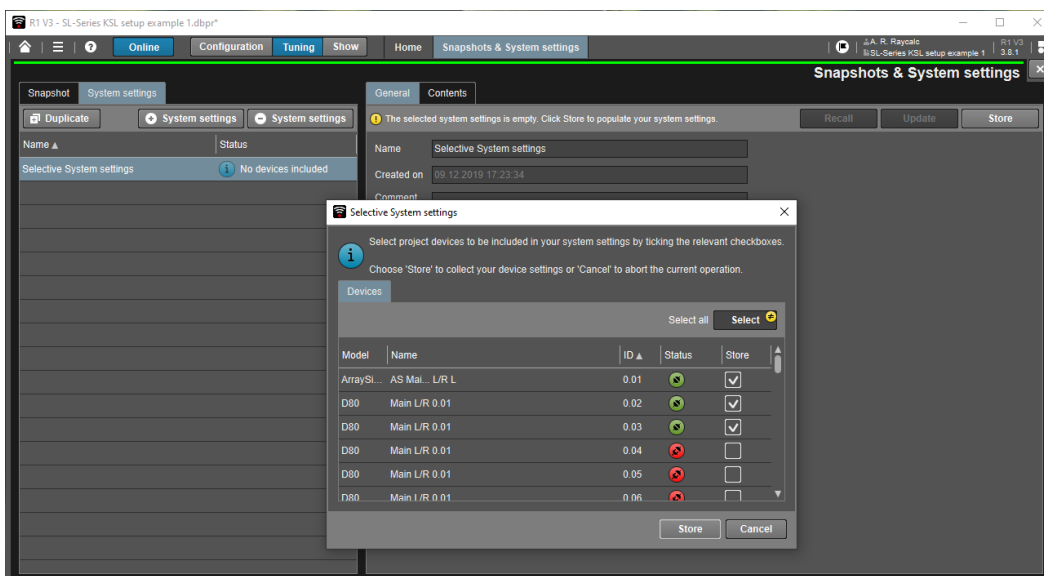 R1 V3 - SL-Series KSL setup example 1.dbpr*
Online Configuration Tuning Show Home Snapshots & System settings A. R. Raycalc R1 V3
SL-Series KSL setup example 1 3.8.1
Snapshots & System settings
Snapshot System settings General Contents
Duplicate System settings System settings The selected system settings is empty. Click Store to populate your system settings. Recall Update Store
Name Status
Name Selective System settings
Selective System settings No devices included
Created on 09.12.2019 17:23:34
Comment
Selective System settings
Select project devices to be included in your system settings by ticking the relevant checkboxes.
Choose 'Store' to collect your device settings or 'Cancel' to abort the current operation.
Devices
Select all Select
Model Name ID Status Store
ArraySi... AS Mai... L/R L 0.01
D80 Main L/R 0.01 0.02
D80 Main L/R 0.01 0.03
D80 Main L/R 0.01 0.04
D80 Main L/R 0.01 0.05
D80 Main L/R 0.01 0.06
Store Cancel